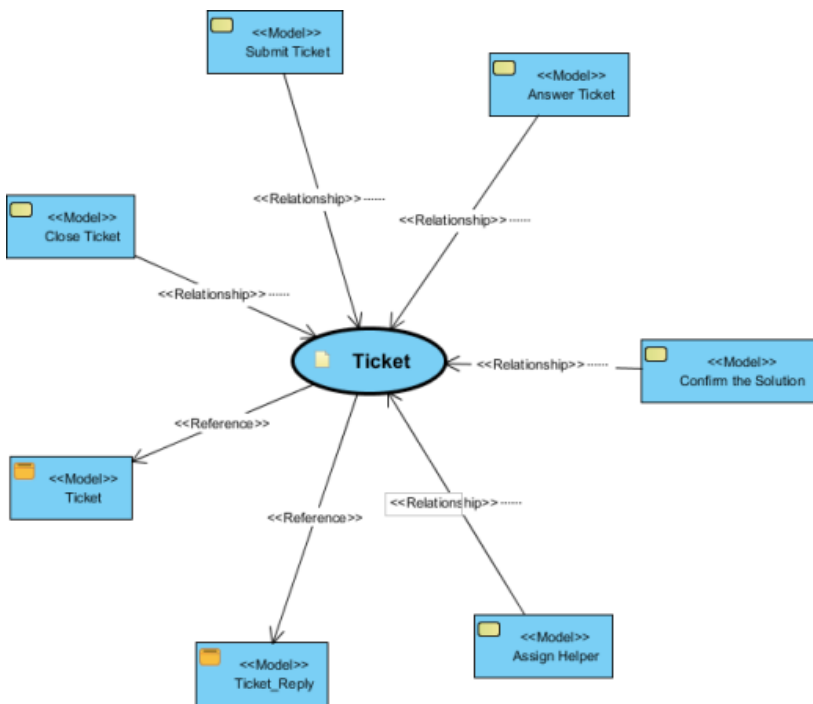 <<Model>>
Submit Ticket
<<Model>>
Answer Ticket
<<Relationship>>
<<Relationship>>
<<Model>>
Close Ticket
<<Relationship>>
Ticket
<<Relationship>>
<<Model>>
Confirm the Solution
<<Reference>>
<<Model>>
Ticket
<<Relationship>>
<<Reference>>
<<Model>>
Assign Helper
<<Model>>
Ticket_Reply